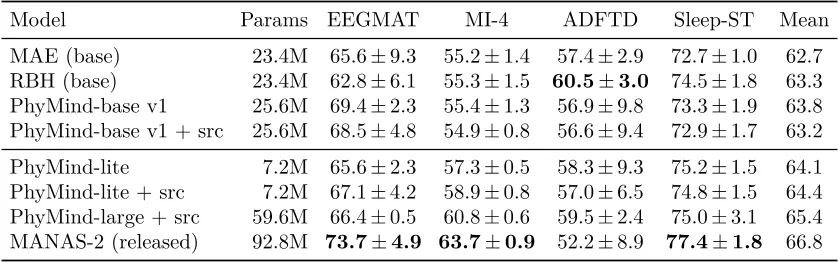 Model Params EEGMAT MI-4 ADFTD Sleep-ST Mean
MAE (base) 23.4M 65.6 ± 9.3 55.2 ± 1.4 57.4 ± 2.9 72.7 ± 1.0 62.7
RBH (base) 23.4M 62.8 ± 6.1 55.3 ± 1.5 60.5 ± 3.0 74.5 ± 1.8 63.3
PhyMind-base v1 25.6M 69.4 ± 2.3 55.4 ± 1.3 56.9 ± 9.8 73.3 ± 1.9 63.8
PhyMind-base v1 + src 25.6M 68.5 ± 4.8 54.9 ± 0.8 56.6 ± 9.4 72.9 ± 1.7 63.2
PhyMind-lite 7.2M 65.6 ± 2.3 57.3 ± 0.5 58.3 ± 9.3 75.2 ± 1.5 64.1
PhyMind-lite + src 7.2M 67.1 ± 4.2 58.9 ± 0.8 57.0 ± 6.5 74.8 ± 1.5 64.4
PhyMind-large + src 59.6M 66.4 ± 0.5 60.8 ± 0.6 59.5 ± 2.4 75.0 ± 3.1 65.4
MANAS-2 (released) 92.8M 73.7 ± 4.9 63.7 ± 0.9 52.2 ± 8.9 77.4 ± 1.8 66.8